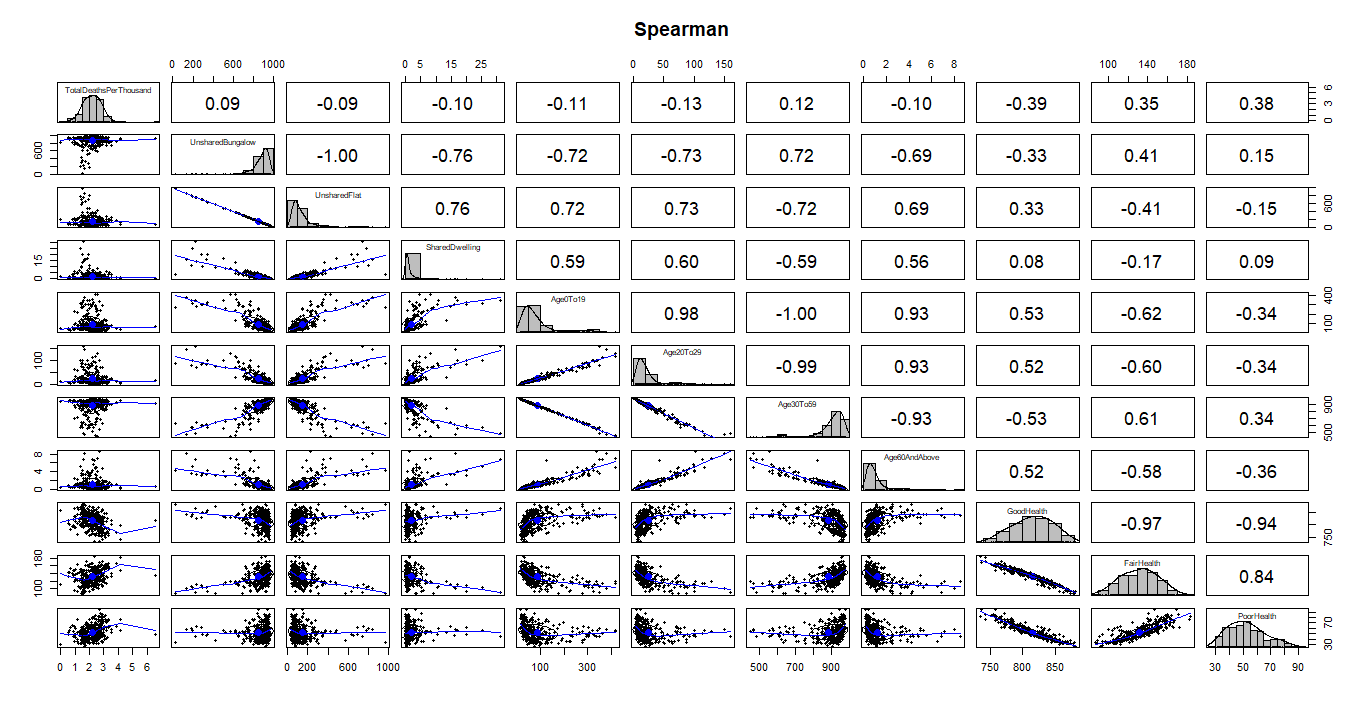 Spearman
0 200 600 1000 0 5 15 30 0 50 150 0 2 4 6 8 100 140 180
TotalDeathsPerThousand 0.09 -0.09 -0.10 -0.11 -0.13 0.12 -0.10 -0.39 0.35 0.38 0 3 6
0 600 UnsharedBungalow -1.00 -0.76 -0.72 -0.73 0.72 -0.69 -0.33 0.41 0.15
UnsharedFlat 0.76 0.72 0.73 -0.72 0.69 0.33 -0.41 -0.15 0 600
0 15 SharedDwelling 0.59 0.60 -0.59 0.56 0.08 -0.17 0.09
Age0To19 0.98 -1.00 0.93 0.53 -0.62 -0.34 100 400
0 100 Age20To29 -0.99 0.93 0.52 -0.60 -0.34
Age30To59 -0.93 -0.53 0.61 0.34 500 900
0 4 8 Age60AndAbove 0.52 -0.58 -0.36
GoodHealth -0.97 -0.94 750
100 180 FairHealth 0.84
PoorHealth 30 70
0 1 2 3 4 5 6 0 200 600 1000 100 300 500 700 900 750 800 850 30 50 70 90